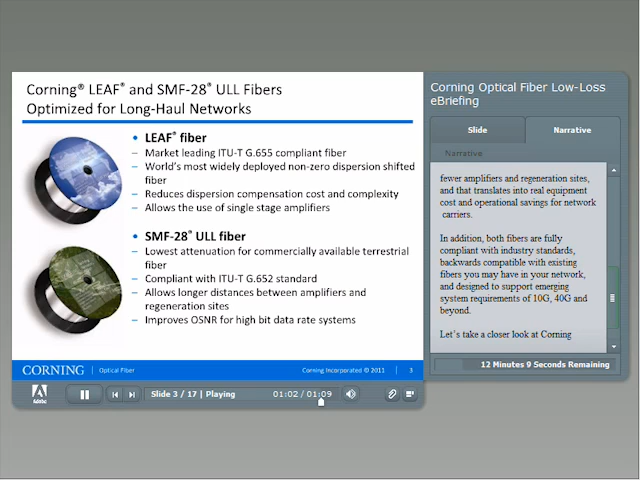 Corning® LEAF® and SMF-28® ULL Fibers
Optimized for Long-Haul Networks
• LEAF® fiber
– Market leading ITU-T G.655 compliant fiber
– World's most widely deployed non-zero dispersion shifted
fiber
– Reduces dispersion compensation cost and complexity
– Allows the use of single stage amplifiers
• SMF-28® ULL fiber
– Lowest attenuation for commercially available terrestrial
fiber
– Compliant with ITU-T G.652 standard
– Allows longer distances between amplifiers and
regeneration sites
– Improves OSNR for high bit data rate systems
CORNING | Optical Fiber Corning Incorporated © 2011 | 3
Adobe
Slide 3 / 17 | Playing 01:02 / 01:09
Corning Optical Fiber Low-Loss
eBriefing
Slide Narrative
Narrative
fewer amplifiers and regeneration sites,
and that translates into real equipment
cost and operational savings for network
carriers.
In addition, both fibers are fully
compliant with industry standards,
backwards compatible with existing
fibers you may have in your network,
and designed to support emerging
system requirements of 10G, 40G and
beyond.
Let's take a closer look at Corning
12 Minutes 9 Seconds Remaining